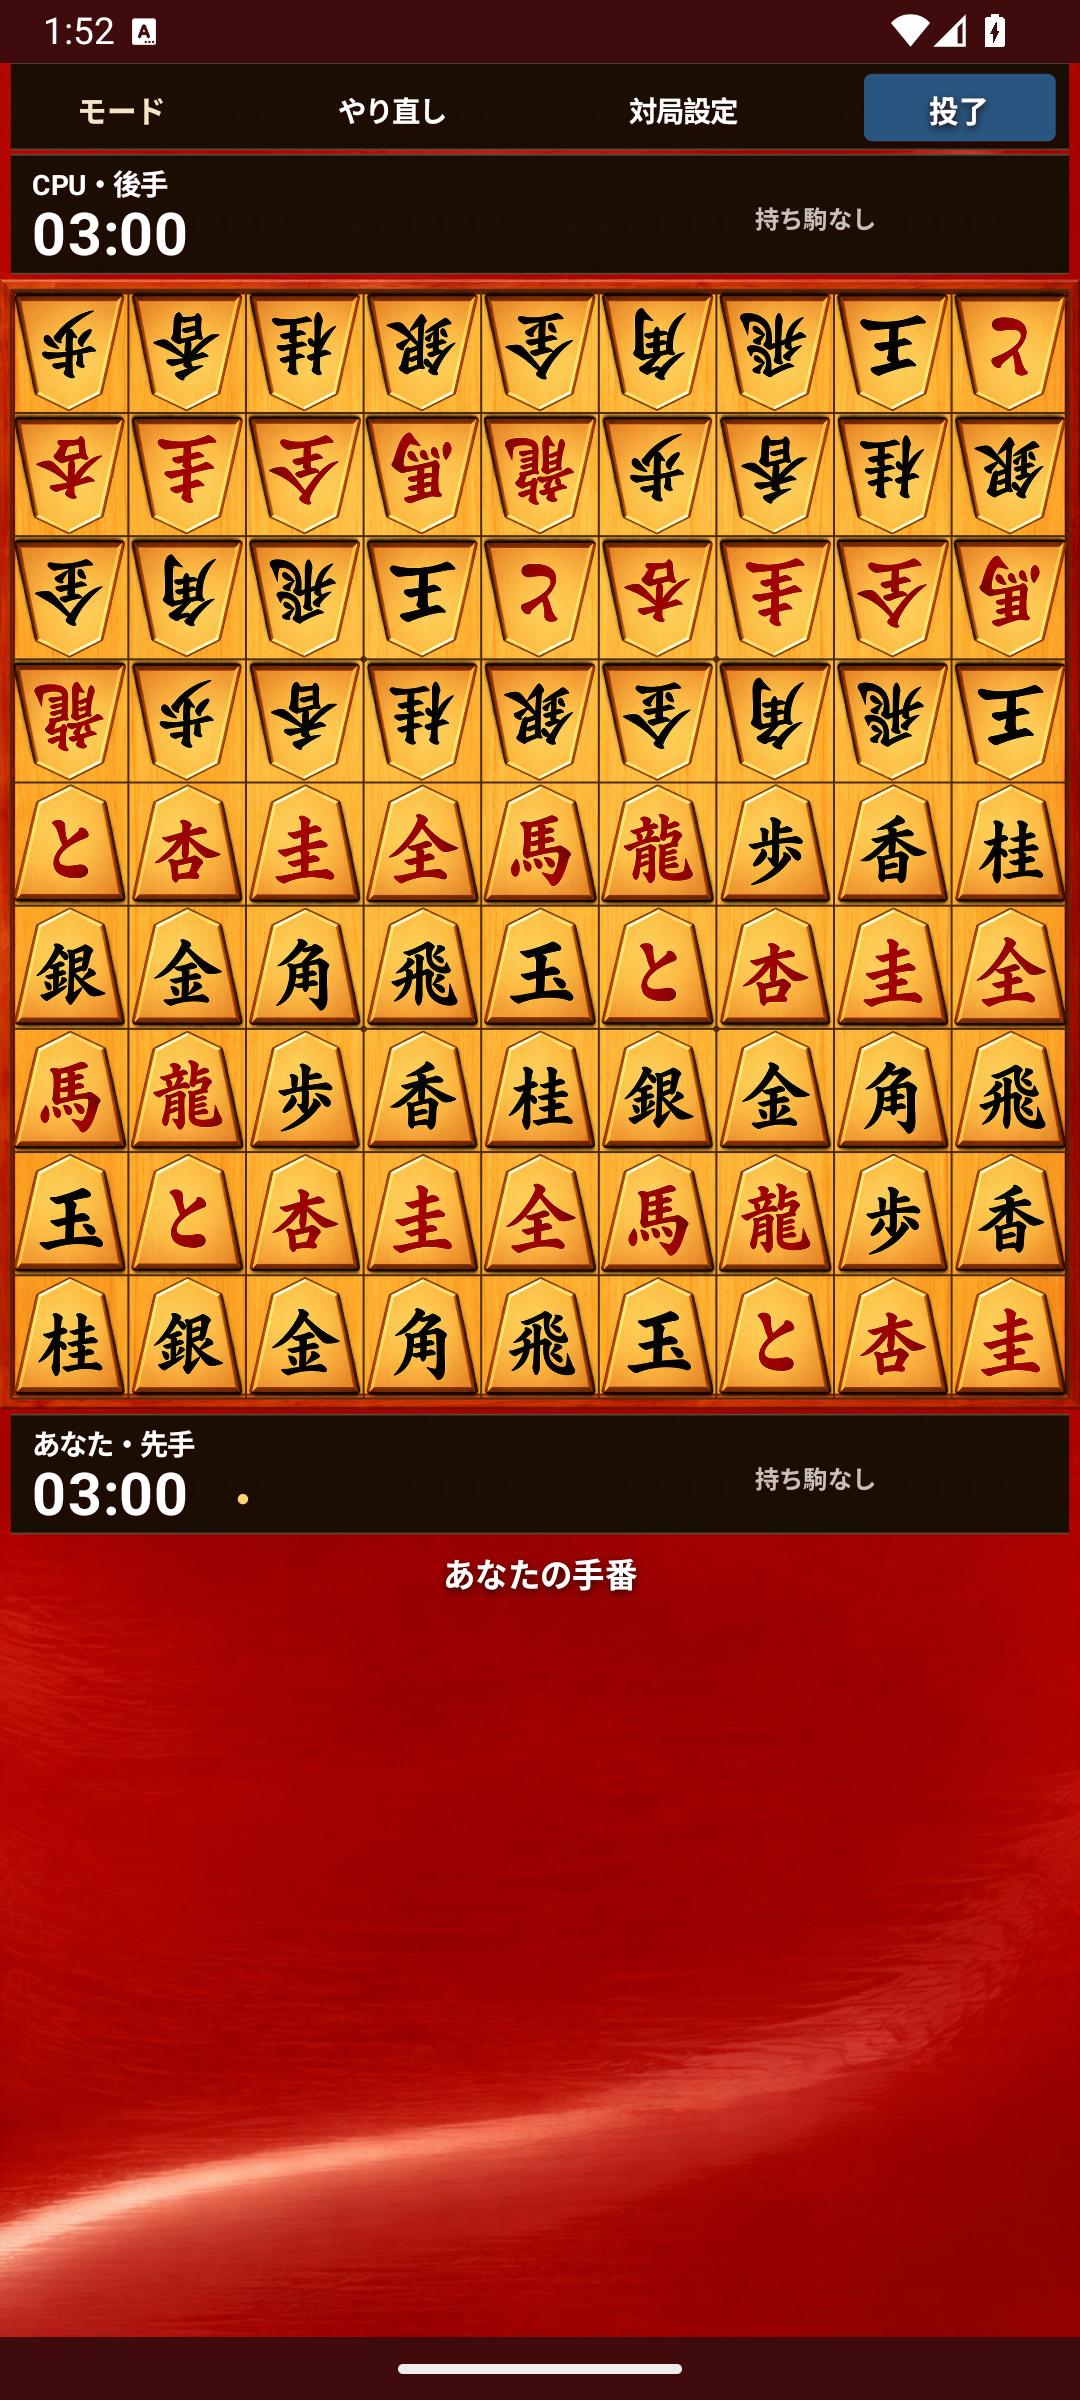 1:52
モード やり直し 対局設定 投了
CPU・後手
03:00
持ち駒なし
歩 香 桂 銀 金 角 飛 王 と
杏 圭 全 馬 龍 歩 香 桂 銀
金 角 飛 王 と 杏 圭 全 馬
龍 歩 香 桂 銀 金 角 飛 王
と 杏 圭 全 馬 龍 歩 香 桂
銀 金 角 飛 玉 と 杏 圭 全
馬 龍 歩 香 桂 銀 金 角 飛
玉 と 杏 圭 全 馬 龍 歩 香
桂 銀 金 角 飛 玉 と 杏 圭
あなた・先手
03:00
持ち駒なし
あなたの手番